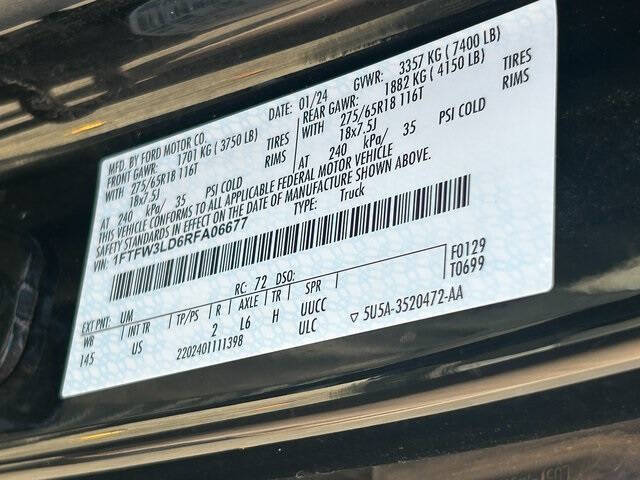 MFD. BY FORD MOTOR CO. DATE: 01/24 GVWR: 3357 KG ( 7400 LB)
FRONT GAWR: 1701 KG ( 3750 LB) REAR GAWR: 1882 KG ( 4150 LB)
WITH 275/65R18 116T TIRES WITH 275/65R18 116T TIRES
18x7.5J RIMS 18x7.5J RIMS
AT 240 kPa/ 35 PSI COLD AT 240 kPa/ 35 PSI COLD
THIS VEHICLE CONFORMS TO ALL APPLICABLE FEDERAL MOTOR VEHICLE
SAFETY STANDARDS IN EFFECT ON THE DATE OF MANUFACTURE SHOWN ABOVE.
VIN: 1FTFW3LD6RFA06677 TYPE: Truck
F0129
T0699
EXT PNT: UM RC: 72 DSO:
WB INT TR TP/PS R AXLE TR SPR
145 US 2 L6 H UUCC
2202401111398 ULC ▽ 5U5A-3520472-AA